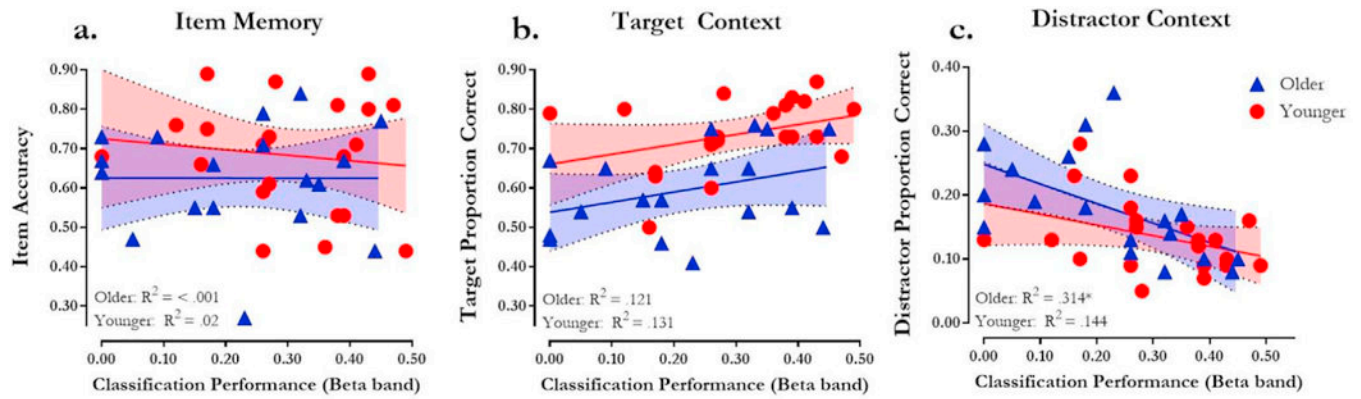 a.
Item Memory
Item Accuracy
0.90
0.80
0.70
0.60
0.50
0.40
0.30
Older: R² = < .001
Younger: R² = .02
0.00 0.10 0.20 0.30 0.40 0.50
Classification Performance (Beta band)
b.
Target Context
Target Proportion Correct
0.90
0.80
0.70
0.60
0.50
0.40
0.30
Older: R² = .121
Younger: R² = .131
0.00 0.10 0.20 0.30 0.40 0.50
Classification Performance (Beta band)
c.
Distractor Context
Distractor Proportion Correct
0.40
0.30
0.20
0.10
0.00
Older
Younger
Older: R² = .314*
Younger: R² = .144
0.00 0.10 0.20 0.30 0.40 0.50
Classification Performance (Beta band)